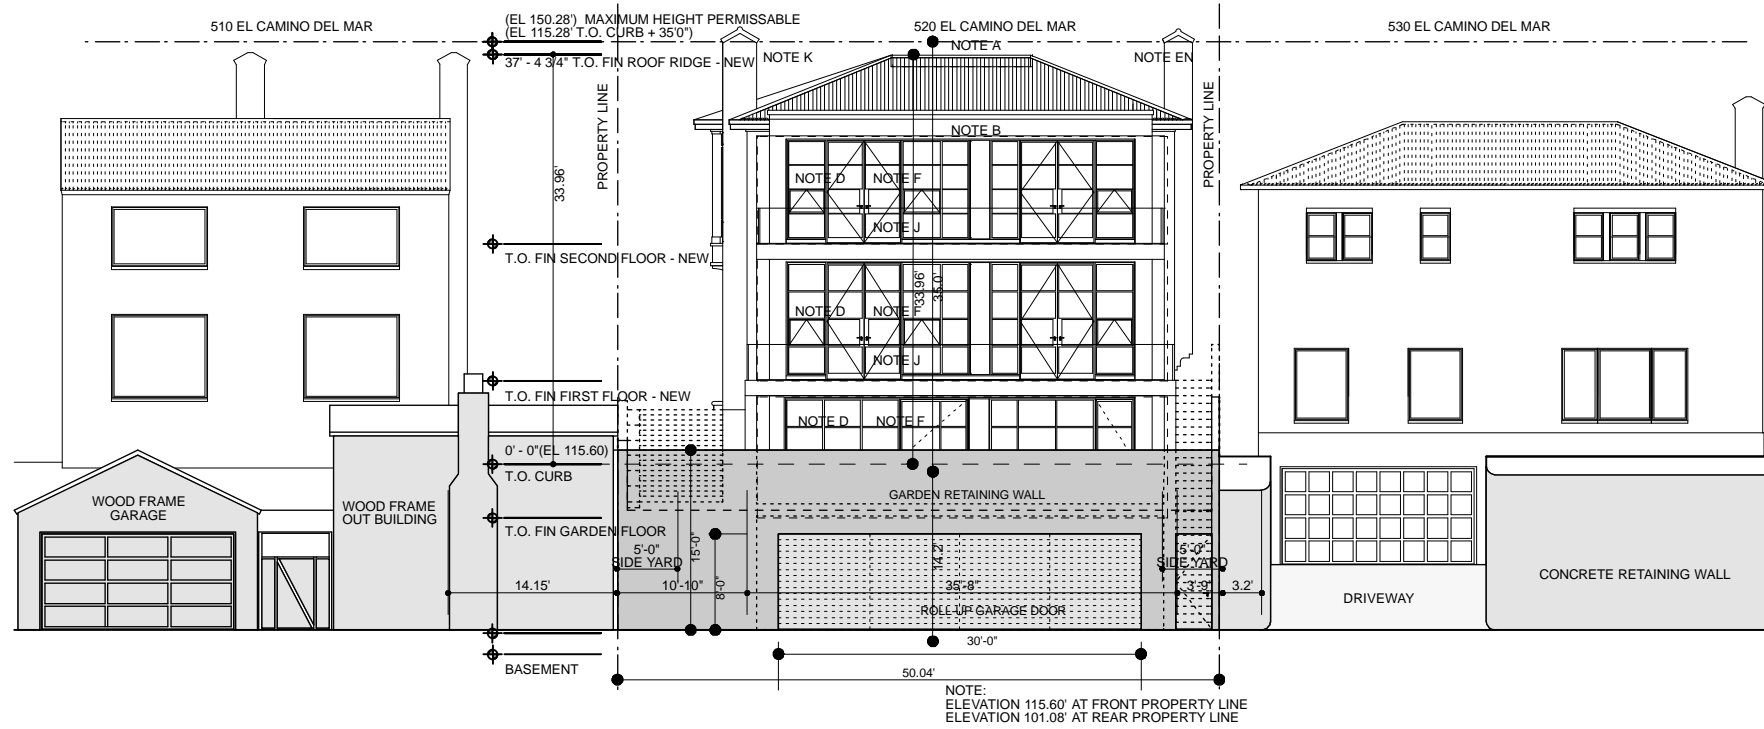 510 EL CAMINO DEL MAR
(EL 150.28') MAXIMUM HEIGHT PERMISSABLE
(EL 115.28' T.O. CURB + 35'0")
520 EL CAMINO DEL MAR
530 EL CAMINO DEL MAR
NOTE A
37' - 4 3/4" T.O. FIN ROOF RIDGE - NEW
NOTE K
NOTE EN
PROPERTY LINE
PROPERTY LINE
NOTE B
33.96'
NOTE D
NOTE F
NOTE J
T.O. FIN SECOND FLOOR - NEW
33.96'
35.0'
NOTE D
NOTE F
NOTE J
T.O. FIN FIRST FLOOR - NEW
NOTE D
NOTE F
0' - 0"(EL 115.60)
T.O. CURB
WOOD FRAME
GARAGE
WOOD FRAME
OUT BUILDING
GARDEN RETAINING WALL
T.O. FIN GARDEN FLOOR
5'-0"
SIDE YARD
15'-0"
14.2'
5'-0"
SIDE YARD
14.15'
10'-10"
8'-0"
35'-8"
3'-9"
3.2'
CONCRETE RETAINING WALL
DRIVEWAY
ROLL-UP GARAGE DOOR
30'-0"
BASEMENT
50.04'
NOTE:
ELEVATION 115.60' AT FRONT PROPERTY LINE
ELEVATION 101.08' AT REAR PROPERTY LINE